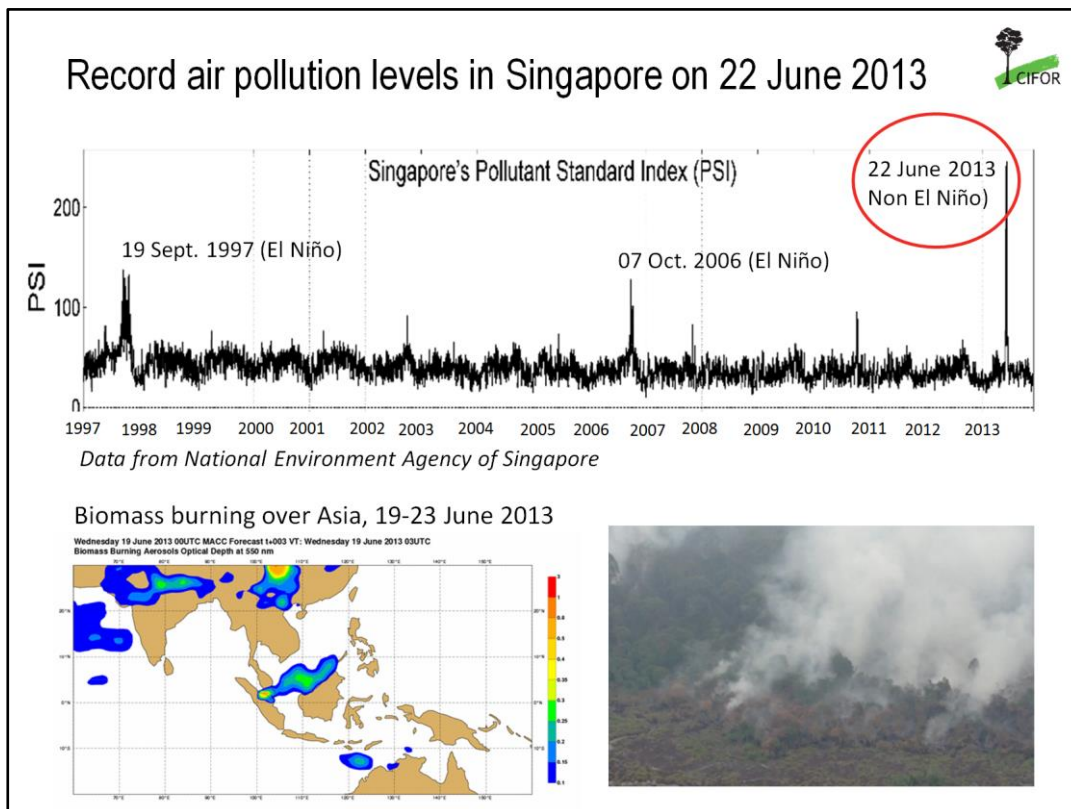 Record air pollution levels in Singapore on 22 June 2013
CIFOR
Singapore's Pollutant Standard Index (PSI)
22 June 2013
Non El Niño)
19 Sept. 1997 (El Niño)
07 Oct. 2006 (El Niño)
PSI
200
100
0
1997 1998 1999 2000 2001 2002 2003 2004 2005 2006 2007 2008 2009 2010 2011 2012 2013
Data from National Environment Agency of Singapore
Biomass burning over Asia, 19-23 June 2013
Wednesday 19 June 2013 00UTC MACC Forecast t+003 VT: Wednesday 19 June 2013 03UTC
Biomass Burning Aerosols Optical Depth at 550 nm